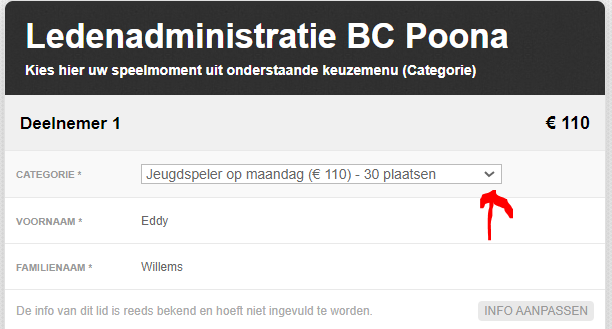 Ledenadministratie BC Poona
Kies hier uw speelmoment uit onderstaande keuzemenu (Categorie)
Deelnemer 1 € 110
CATEGORIE * Jeugdspeler op maandag (€ 110) - 30 plaatsen
VOORNAAM * Eddy
FAMILIENAAM * Willems
De info van dit lid is reeds bekend en hoeft niet ingevuld te worden. INFO AANPASSEN